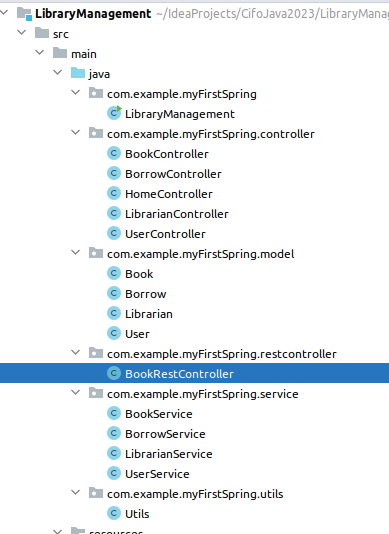 LibraryManagement ~/IdeaProjects/CifoJava2023/LibraryMana
src
main
java
com.example.myFirstSpring
LibraryManagement
com.example.myFirstSpring.controller
BookController
BorrowController
HomeController
LibrarianController
UserController
com.example.myFirstSpring.model
Book
Borrow
Librarian
User
com.example.myFirstSpring.restcontroller
BookRestController
com.example.myFirstSpring.service
BookService
BorrowService
LibrarianService
UserService
com.example.myFirstSpring.utils
Utils
resources